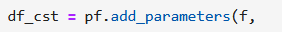 df_cst = pf.add_parameters(f,